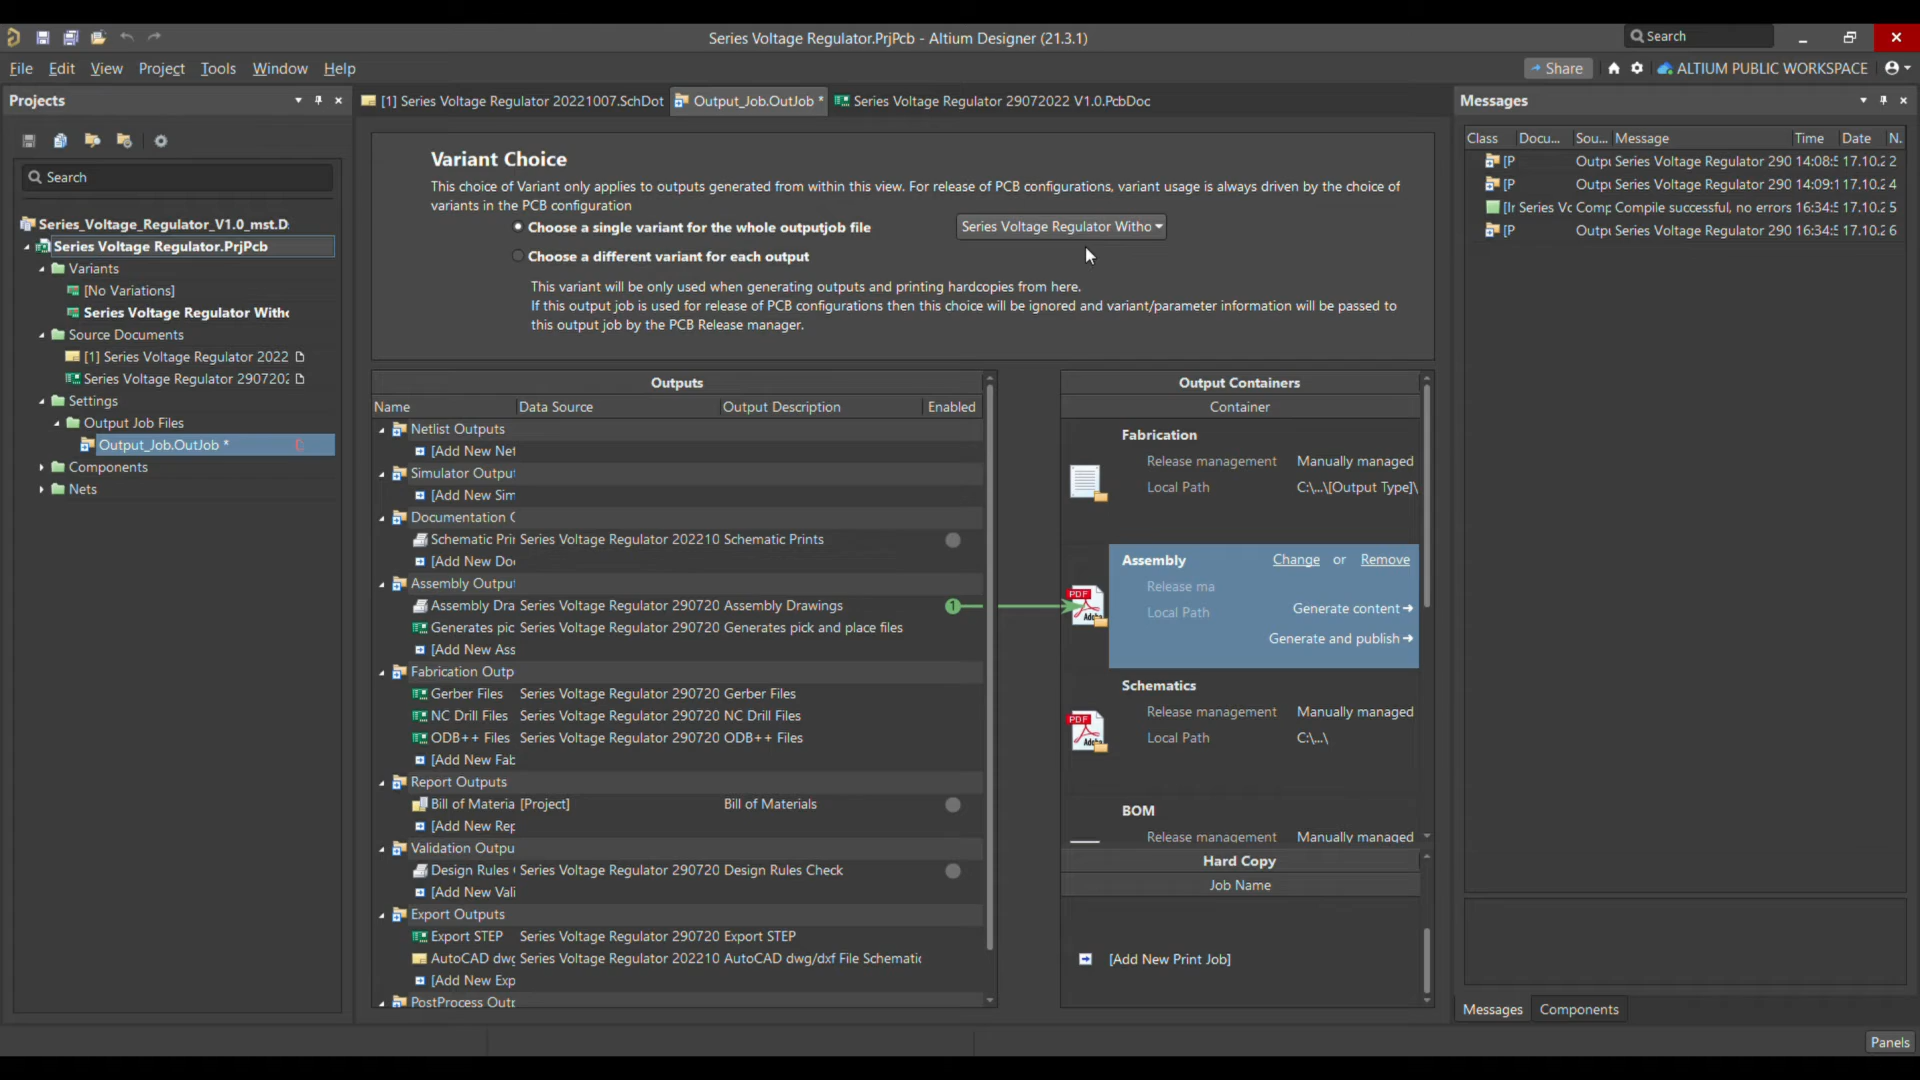 Series Voltage Regulator.PrjPcb - Altium Designer (21.3.1)
Search
File Edit View Project Tools Window Help
Share
ALTIUM PUBLIC WORKSPACE
Projects
Search
Series_Voltage_Regulator_V1.0_mst.D
Series Voltage Regulator.PrjPcb
Variants
[No Variations]
Series Voltage Regulator Witho
Source Documents
[1] Series Voltage Regulator 2022
Series Voltage Regulator 2907202
Settings
Output Job Files
Output_Job.OutJob *
Components
Nets
[1] Series Voltage Regulator 20221007.SchDot
Output_Job.OutJob *
Series Voltage Regulator 29072022 V1.0.PcbDoc
Variant Choice
This choice of Variant only applies to outputs generated from within this view. For release of PCB configurations, variant usage is always driven by the choice of
variants in the PCB configuration
Choose a single variant for the whole outputjob file
Series Voltage Regulator Witho
Choose a different variant for each output
This variant will be only used when generating outputs and printing hardcopies from here.
If this output job is used for release of PCB configurations then this choice will be ignored and variant/parameter information will be passed to
this output job by the PCB Release manager.
Outputs
Name Data Source Output Description Enabled
Netlist Outputs
[Add New Net
Simulator Output
[Add New Sim
Documentation O
Schematic Prin Series Voltage Regulator 202210 Schematic Prints
[Add New Do
Assembly Output
Assembly Dra Series Voltage Regulator 290720 Assembly Drawings 1
Generates pic Series Voltage Regulator 290720 Generates pick and place files
[Add New Ass
Fabrication Outp
Gerber Files Series Voltage Regulator 290720 Gerber Files
NC Drill Files Series Voltage Regulator 290720 NC Drill Files
ODB++ Files Series Voltage Regulator 290720 ODB++ Files
[Add New Fab
Report Outputs
Bill of Materia [Project] Bill of Materials
[Add New Rep
Validation Outpu
Design Rules Series Voltage Regulator 290720 Design Rules Check
[Add New Vali
Export Outputs
Export STEP Series Voltage Regulator 290720 Export STEP
AutoCAD dwg Series Voltage Regulator 202210 AutoCAD dwg/dxf File Schematic
[Add New Exp
PostProcess Outp
Output Containers
Container
Fabrication
Release management Manually managed
Local Path C:\...\[Output Type]\
Assembly Change or Remove
PDF
Adobe
Release ma
Local Path Generate content
Generate and publish
Schematics
PDF
Adobe
Release management Manually managed
Local Path C:\...\
BOM
Release management Manually managed
Hard Copy
Job Name
[Add New Print Job]
Messages
Class Docu... Sou... Message Time Date N.
[P Outpu Series Voltage Regulator 290 14:08:5 17.10.2 2
[P Outpu Series Voltage Regulator 290 14:09:1 17.10.2 4
[Ir Series Vo Comp Compile successful, no errors 16:34:5 17.10.2 5
[P Outpu Series Voltage Regulator 290 16:34:5 17.10.2 6
Messages Components
Panels